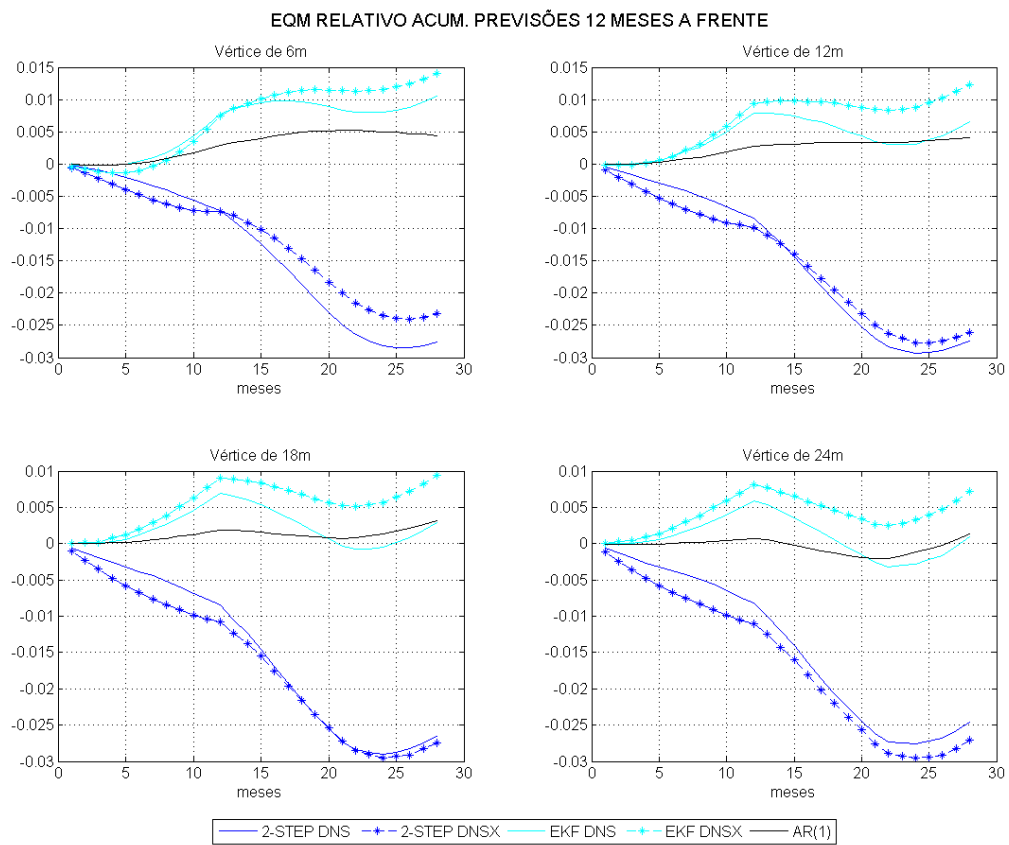 EQM RELATIVO ACUM. PREVISÕES 12 MESES A FRENTE
Vértice de 6m
0.015
0.01
0.005
0
-0.005
-0.01
-0.015
-0.02
-0.025
-0.03
0 5 10 15 20 25 30
meses
Vértice de 12m
0.015
0.01
0.005
0
-0.005
-0.01
-0.015
-0.02
-0.025
-0.03
0 5 10 15 20 25 30
meses
Vértice de 18m
0.01
0.005
0
-0.005
-0.01
-0.015
-0.02
-0.025
-0.03
0 5 10 15 20 25 30
meses
Vértice de 24m
0.01
0.005
0
-0.005
-0.01
-0.015
-0.02
-0.025
-0.03
0 5 10 15 20 25 30
meses
2-STEP DNS 2-STEP DNSX EKF DNS EKF DNSX AR(1)